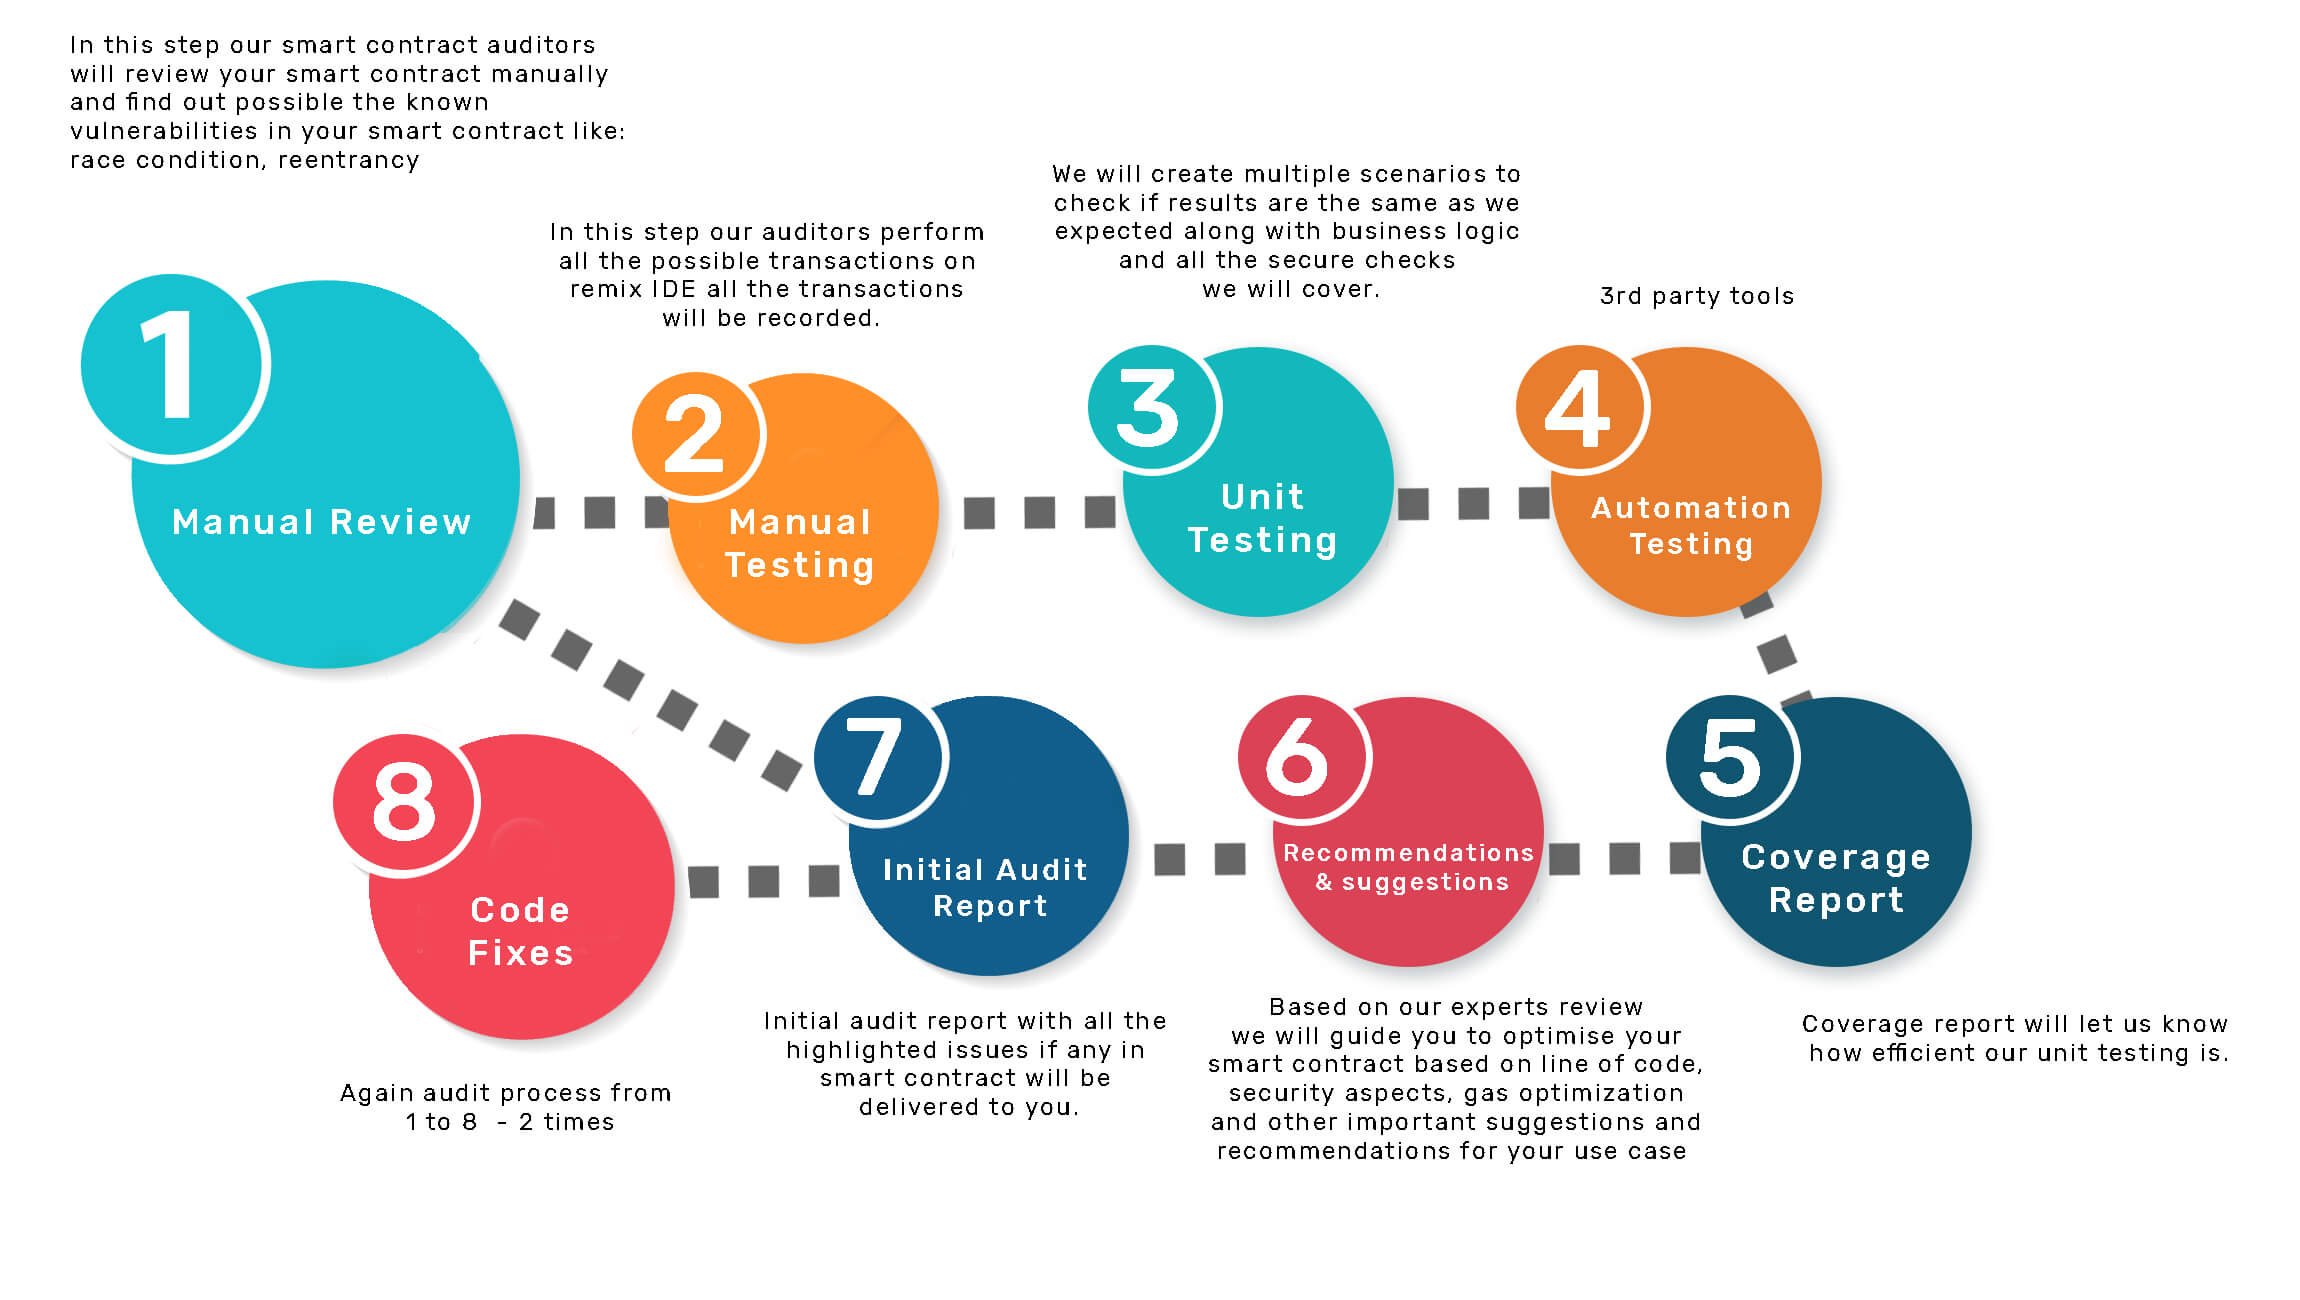 In this step our smart contract auditors
will review your smart contract manually
and find out possible the known
vulnerabilities in your smart contract like:
race condition, reentrancy
1
Manual Review
In this step our auditors perform
all the possible transactions on
remix IDE all the transactions
will be recorded.
2
Manual
Testing
We will create multiple scenarios to
check if results are the same as we
expected along with business logic
and all the secure checks
we will cover.
3
Unit
Testing
3rd party tools
4
Automation
Testing
5
Coverage
Report
Coverage report will let us know
how efficient our unit testing is.
6
Recommendations
& suggestions
Based on our experts review
we will guide you to optimise your
smart contract based on line of code,
security aspects, gas optimization
and other important suggestions and
recommendations for your use case
7
Initial Audit
Report
Initial audit report with all the
highlighted issues if any in
smart contract will be
delivered to you.
8
Code
Fixes
Again audit process from
1 to 8 - 2 times